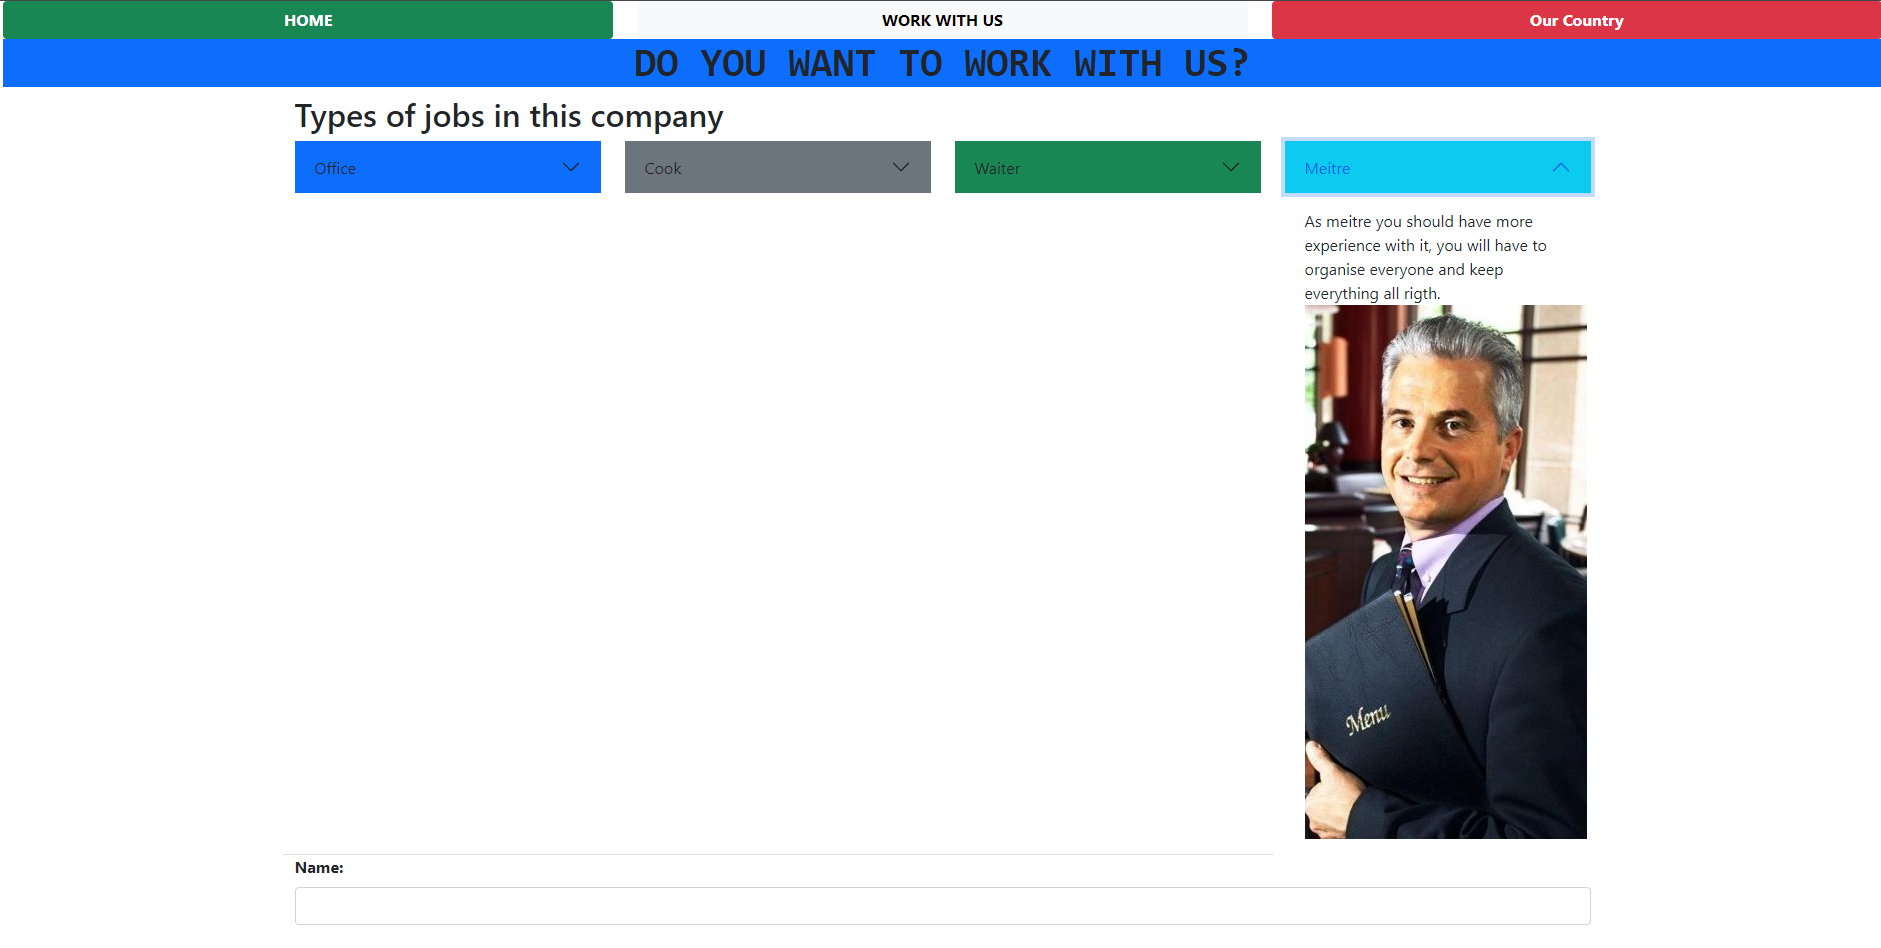 HOME
WORK WITH US
Our Country
DO YOU WANT TO WORK WITH US?
Types of jobs in this company
Office
Cook
Waiter
Meitre
As meitre you should have more
experience with it, you will have to
organise everyone and keep
everything all rigth.
Menu
Name: